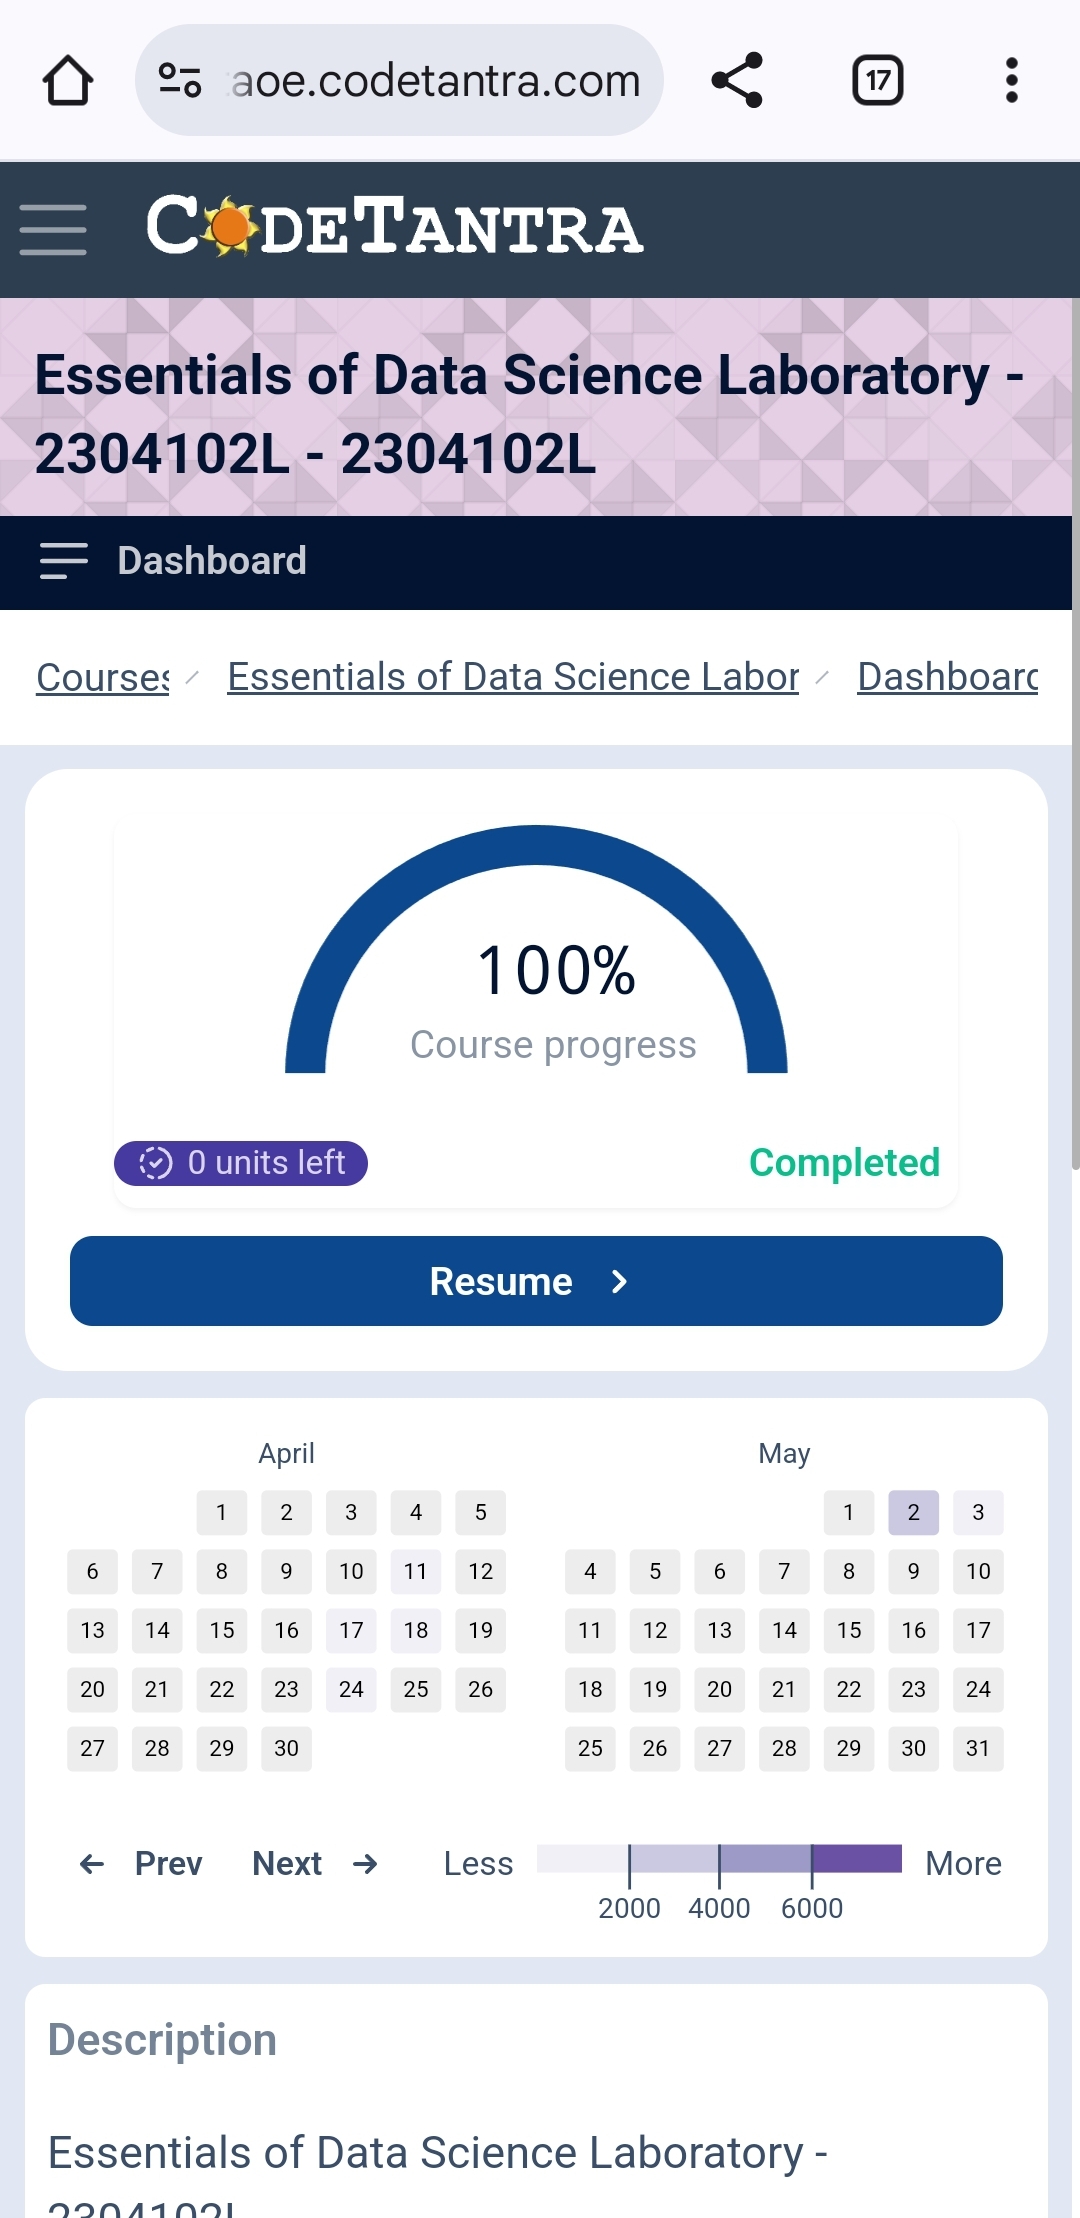 aoe.codetantra.com
17
CODETANTRA
Essentials of Data Science Laboratory -
2304102L - 2304102L
Dashboard
Courses / Essentials of Data Science Labor / Dashboard
100%
Course progress
0 units left
Completed
Resume >
April
1 2 3 4 5
6 7 8 9 10 11 12
13 14 15 16 17 18 19
20 21 22 23 24 25 26
27 28 29 30
May
1 2 3
4 5 6 7 8 9 10
11 12 13 14 15 16 17
18 19 20 21 22 23 24
25 26 27 28 29 30 31
← Prev Next → Less More
2000 4000 6000
Description
Essentials of Data Science Laboratory -
2304102L